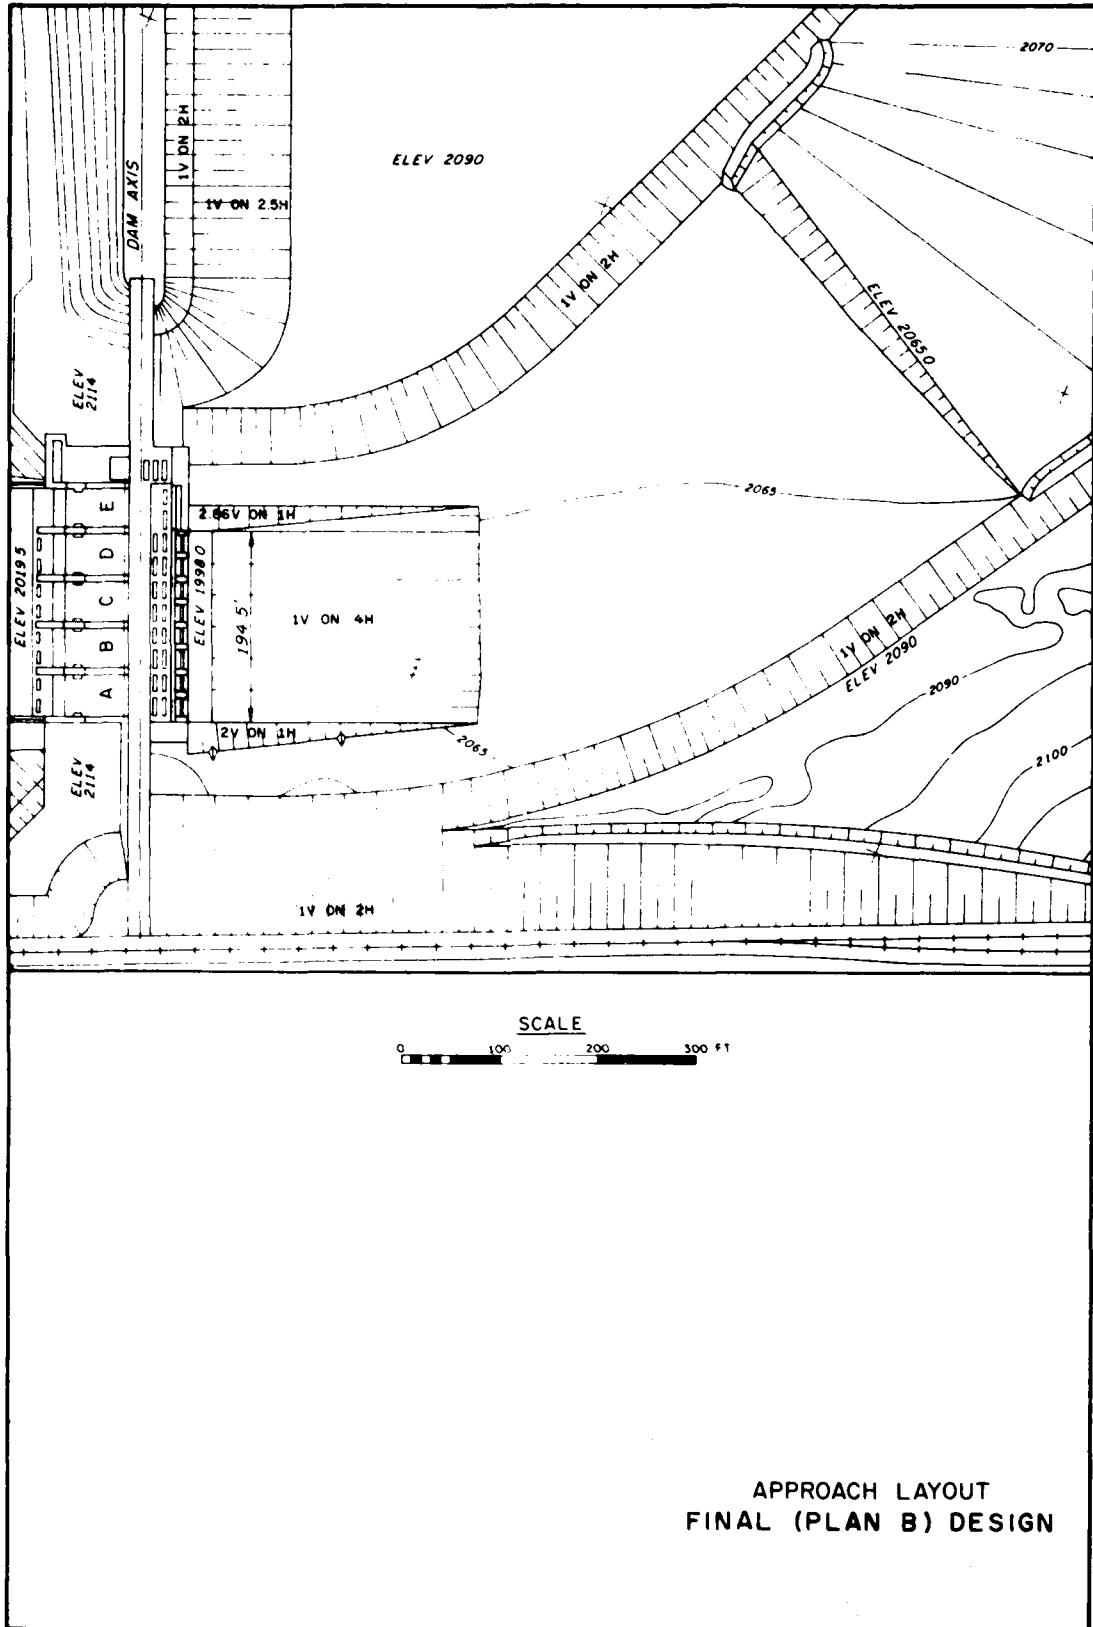 2070
1V ON 2H
ELEV 2090
DAM AXIS
1V ON 2.5H
1V ON 2H
ELEV 2065 0
ELEV
2114
2065
E
D
C
B
A
2.66V ON 1H
ELEV 2019 5
ELEV 1998 0
194 5'
1V ON 4H
1V ON 2H
ELEV 2090
2090
2V ON 1H
2065
2100
ELEV
2114
1V ON 2H
SCALE
0 100 200 300 FT
APPROACH LAYOUT
FINAL (PLAN B) DESIGN